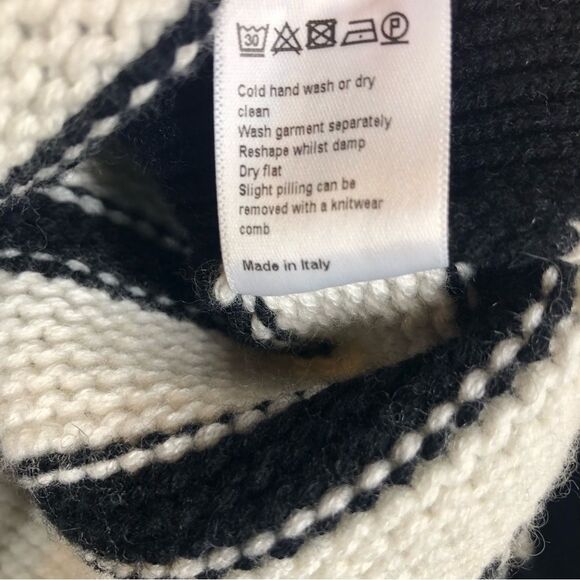 30 P
Cold hand wash or dry
clean
Wash garment separately
Reshape whilst damp
Dry flat
Slight pilling can be
removed with a knitwear
comb
Made in Italy